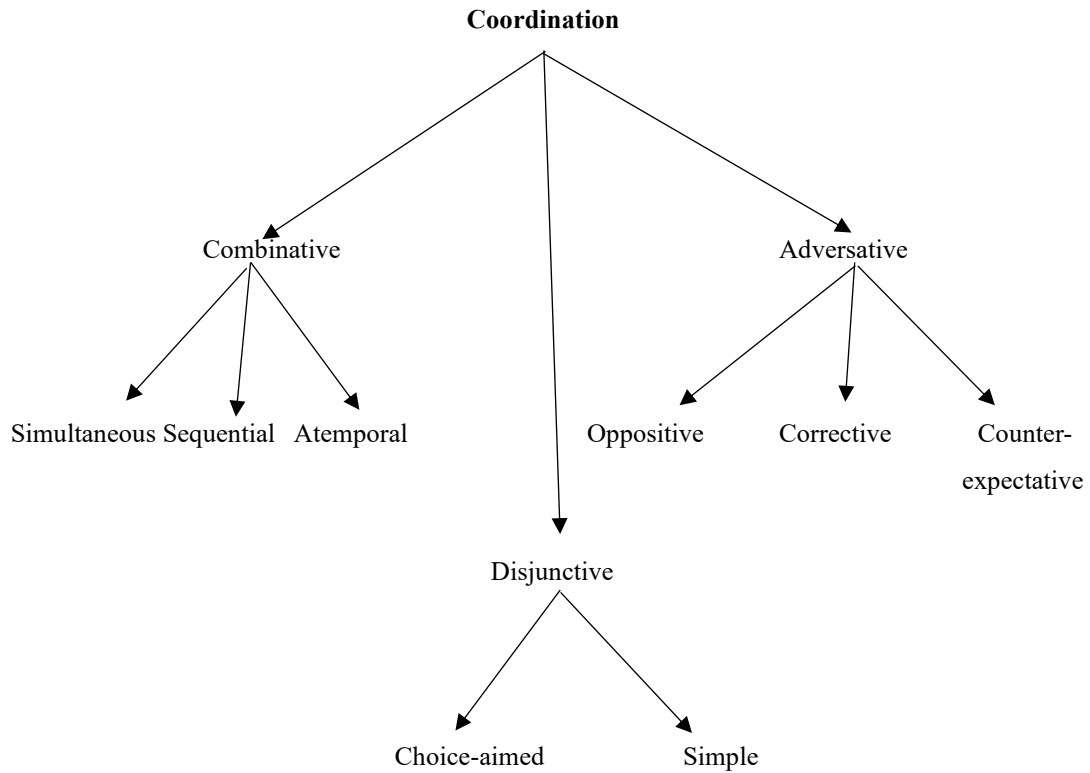 Coordination
Combinative
Adversative
Simultaneous Sequential Atemporal
Oppositive Corrective Counter-
expectative
Disjunctive
Choice-aimed Simple